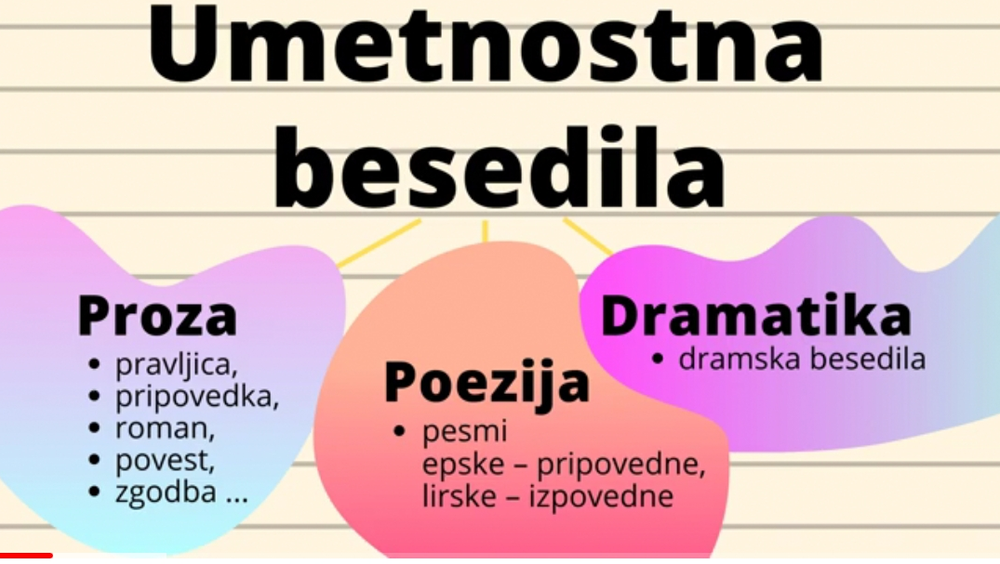 Umetnostna
besedila
Proza
• pravljica,
• pripovedka,
• roman,
• povest,
• zgodba ...
Poezija
• pesmi
epske – pripovedne,
lirske – izpovedne
Dramatika
• dramska besedila